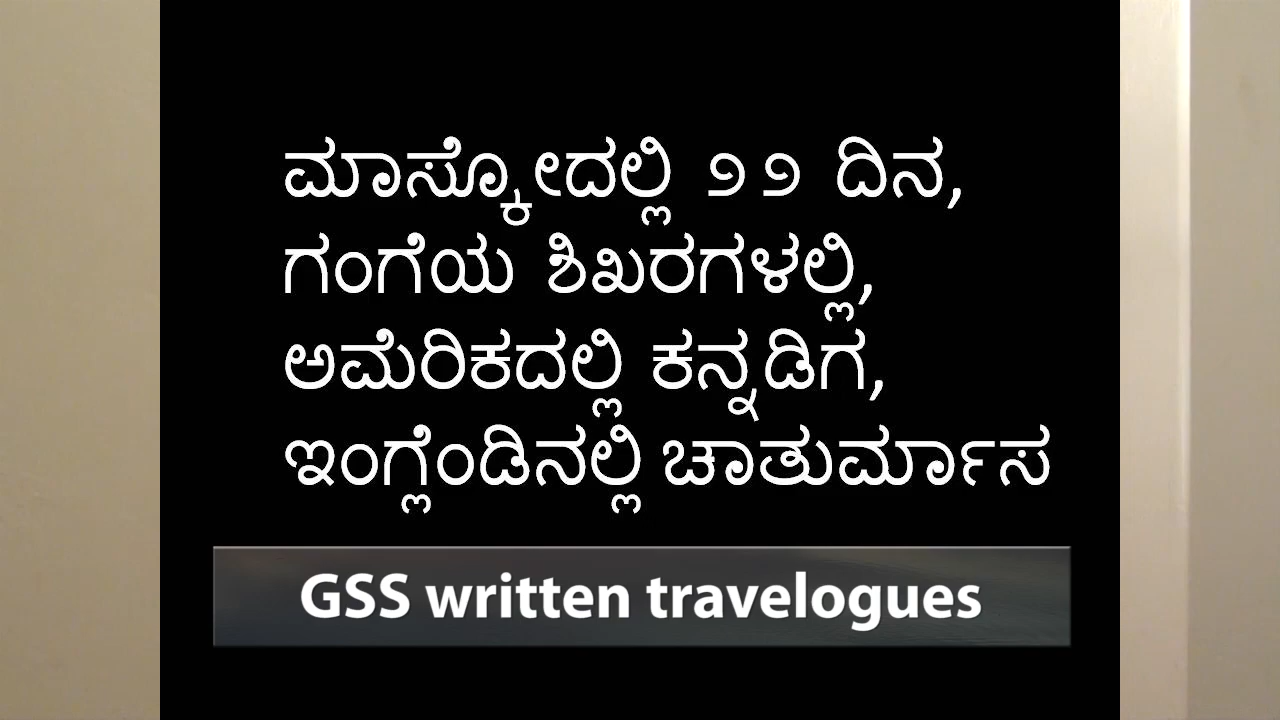 ಮಾಸ್ಕೋದಲ್ಲಿ ೨೨ ದಿನ,
ಗಂಗೆಯ ಶಿಖರಗಳಲ್ಲಿ,
ಅಮೆರಿಕದಲ್ಲಿ ಕನ್ನಡಿಗ,
ಇಂಗ್ಲೆಂಡಿನಲ್ಲಿ ಚಾತುರ್ಮಾಸ
GSS written travelogues